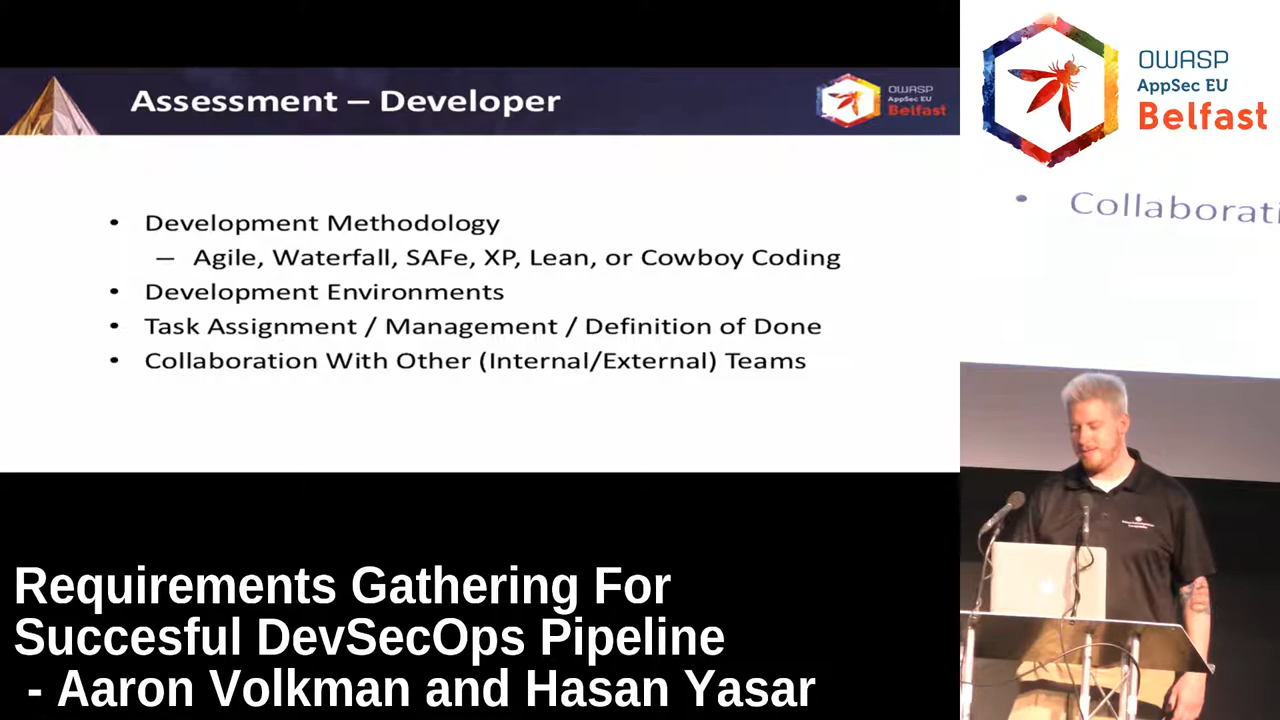 Assessment – Developer
OWASP
AppSec EU
Belfast
• Development Methodology
– Agile, Waterfall, SAFe, XP, Lean, or Cowboy Coding
• Development Environments
• Task Assignment / Management / Definition of Done
• Collaboration With Other (Internal/External) Teams
OWASP
AppSec EU
Belfast
• Collaborati
Requirements Gathering For
Succesful DevSecOps Pipeline
- Aaron Volkman and Hasan Yasar